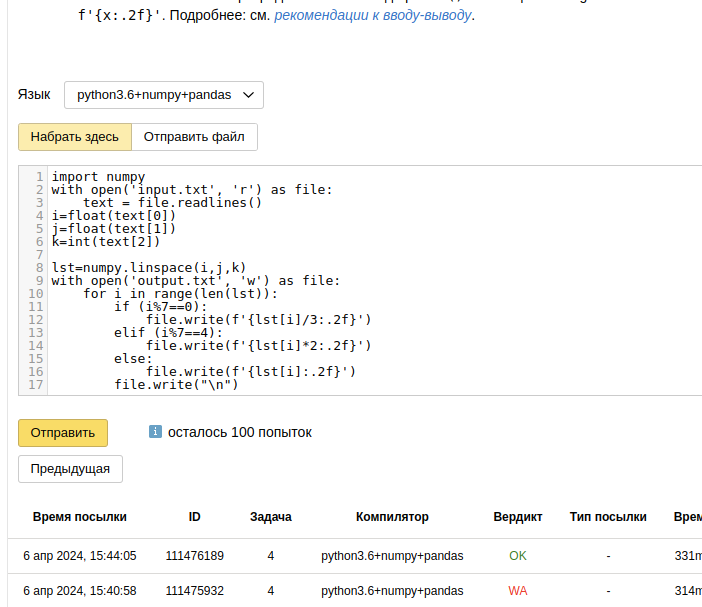 f'{x:.2f}'. Подробнее: см. рекомендации к вводу-выводу.
Язык python3.6+numpy+pandas
Набрать здесь Отправить файл
1 import numpy
2 with open('input.txt', 'r') as file:
3     text = file.readlines()
4 i=float(text[0])
5 j=float(text[1])
6 k=int(text[2])
7
8 lst=numpy.linspace(i,j,k)
9 with open('output.txt', 'w') as file:
10     for i in range(len(lst)):
11         if (i%7==0):
12             file.write(f'{lst[i]/3:.2f}')
13         elif (i%7==4):
14             file.write(f'{lst[i]*2:.2f}')
15         else:
16             file.write(f'{lst[i]:.2f}')
17         file.write("\n")
Отправить i осталось 100 попыток
Предыдущая
Время посылки ID Задача Компилятор Вердикт Тип посылки
6 апр 2024, 15:44:05 111476189 4 python3.6+numpy+pandas OK -
6 апр 2024, 15:40:58 111475932 4 python3.6+numpy+pandas WA -